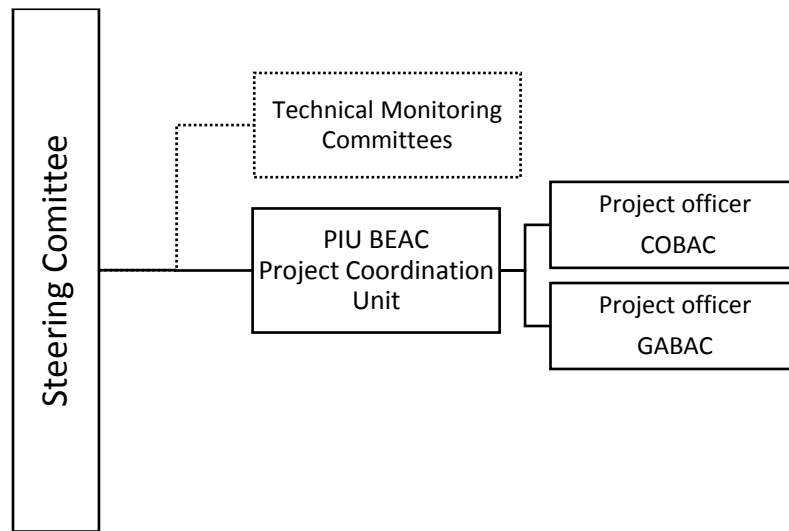 Steering Comittee
Technical Monitoring
Committees
PIU BEAC
Project Coordination
Unit
Project officer
COBAC
Project officer
GABAC